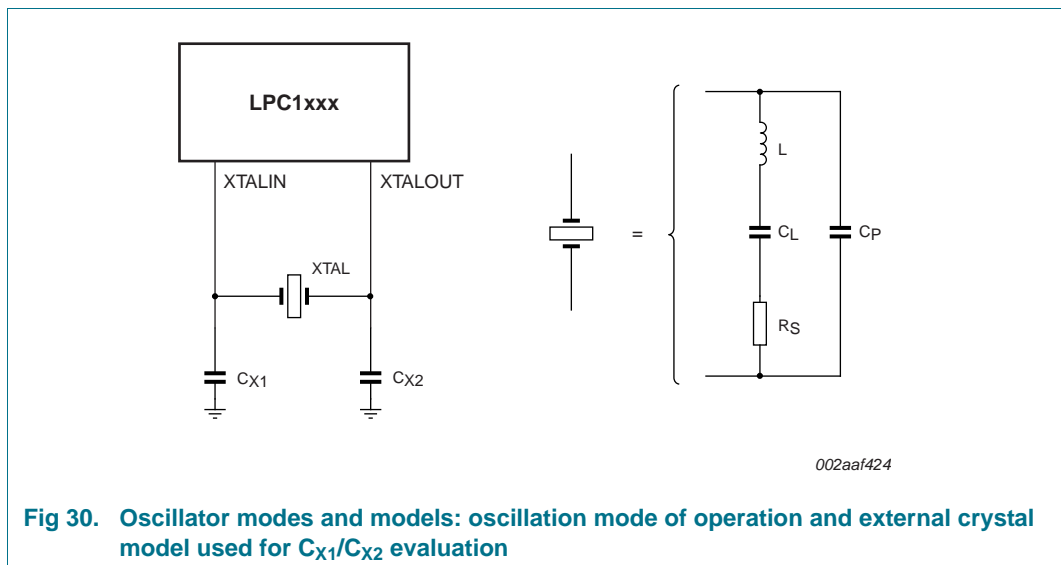 LPC1xxx
XTALIN
XTALOUT
XTAL
CX1
CX2
=
L
CL
CP
RS
002aaf424
Fig 30. Oscillator modes and models: oscillation mode of operation and external crystal
model used for CX1/CX2 evaluation